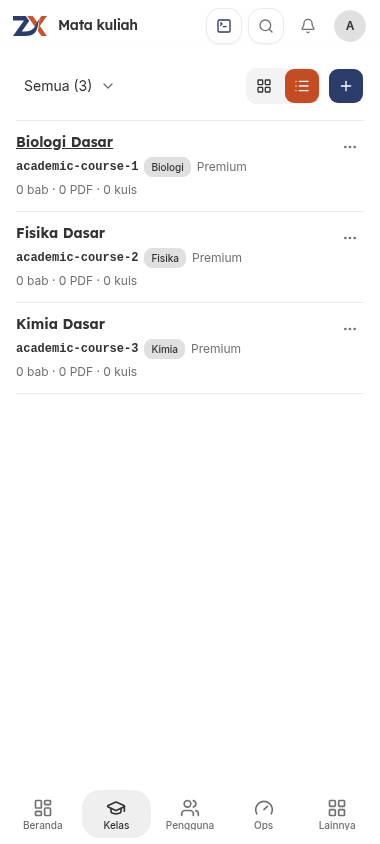 ZX Mata kuliah A
Semua (3)
Biologi Dasar
academic-course-1 Biologi Premium
0 bab · 0 PDF · 0 kuis
Fisika Dasar
academic-course-2 Fisika Premium
0 bab · 0 PDF · 0 kuis
Kimia Dasar
academic-course-3 Kimia Premium
0 bab · 0 PDF · 0 kuis
Beranda Kelas Pengguna Ops Lainnya